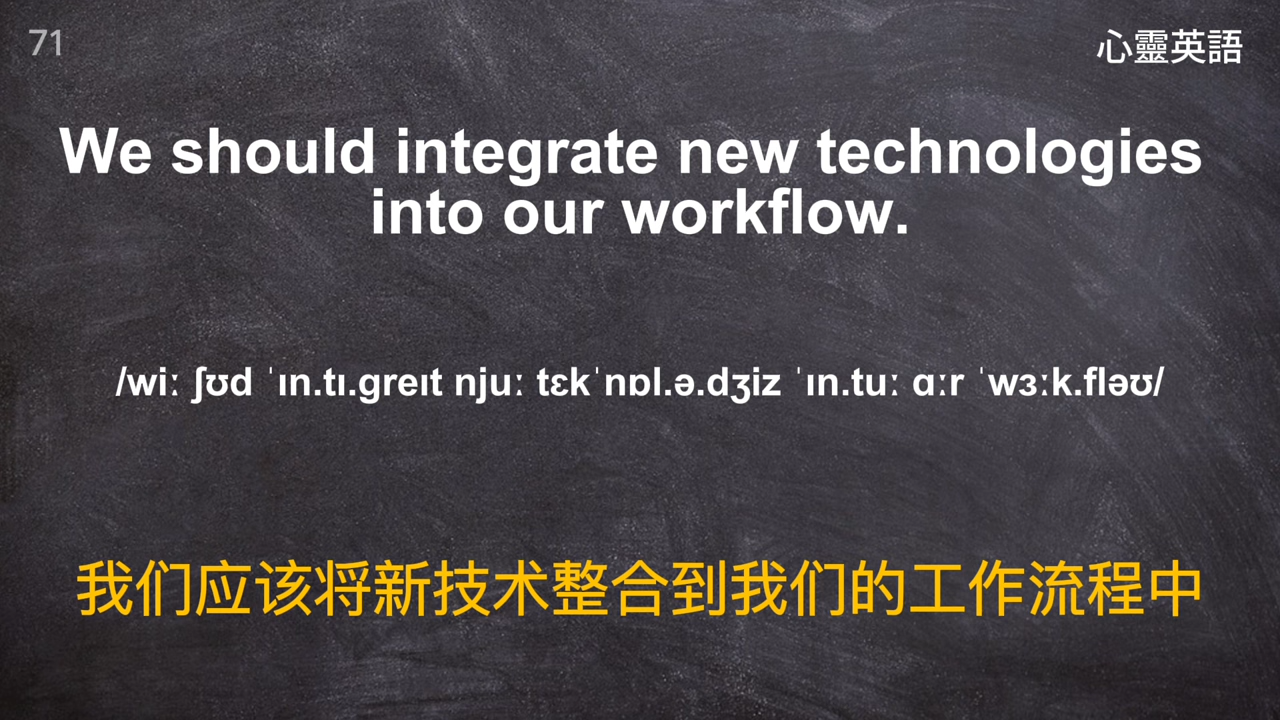 71
心靈英語
We should integrate new technologies
into our workflow.
/wiː ʃʊd ˈɪn.tɪ.ɡreɪt njuː tɛkˈnɒl.ə.dʒiz ˈɪn.tuː ɑːr ˈwɜːk.fləʊ/
我们应该将新技术整合到我们的工作流程中